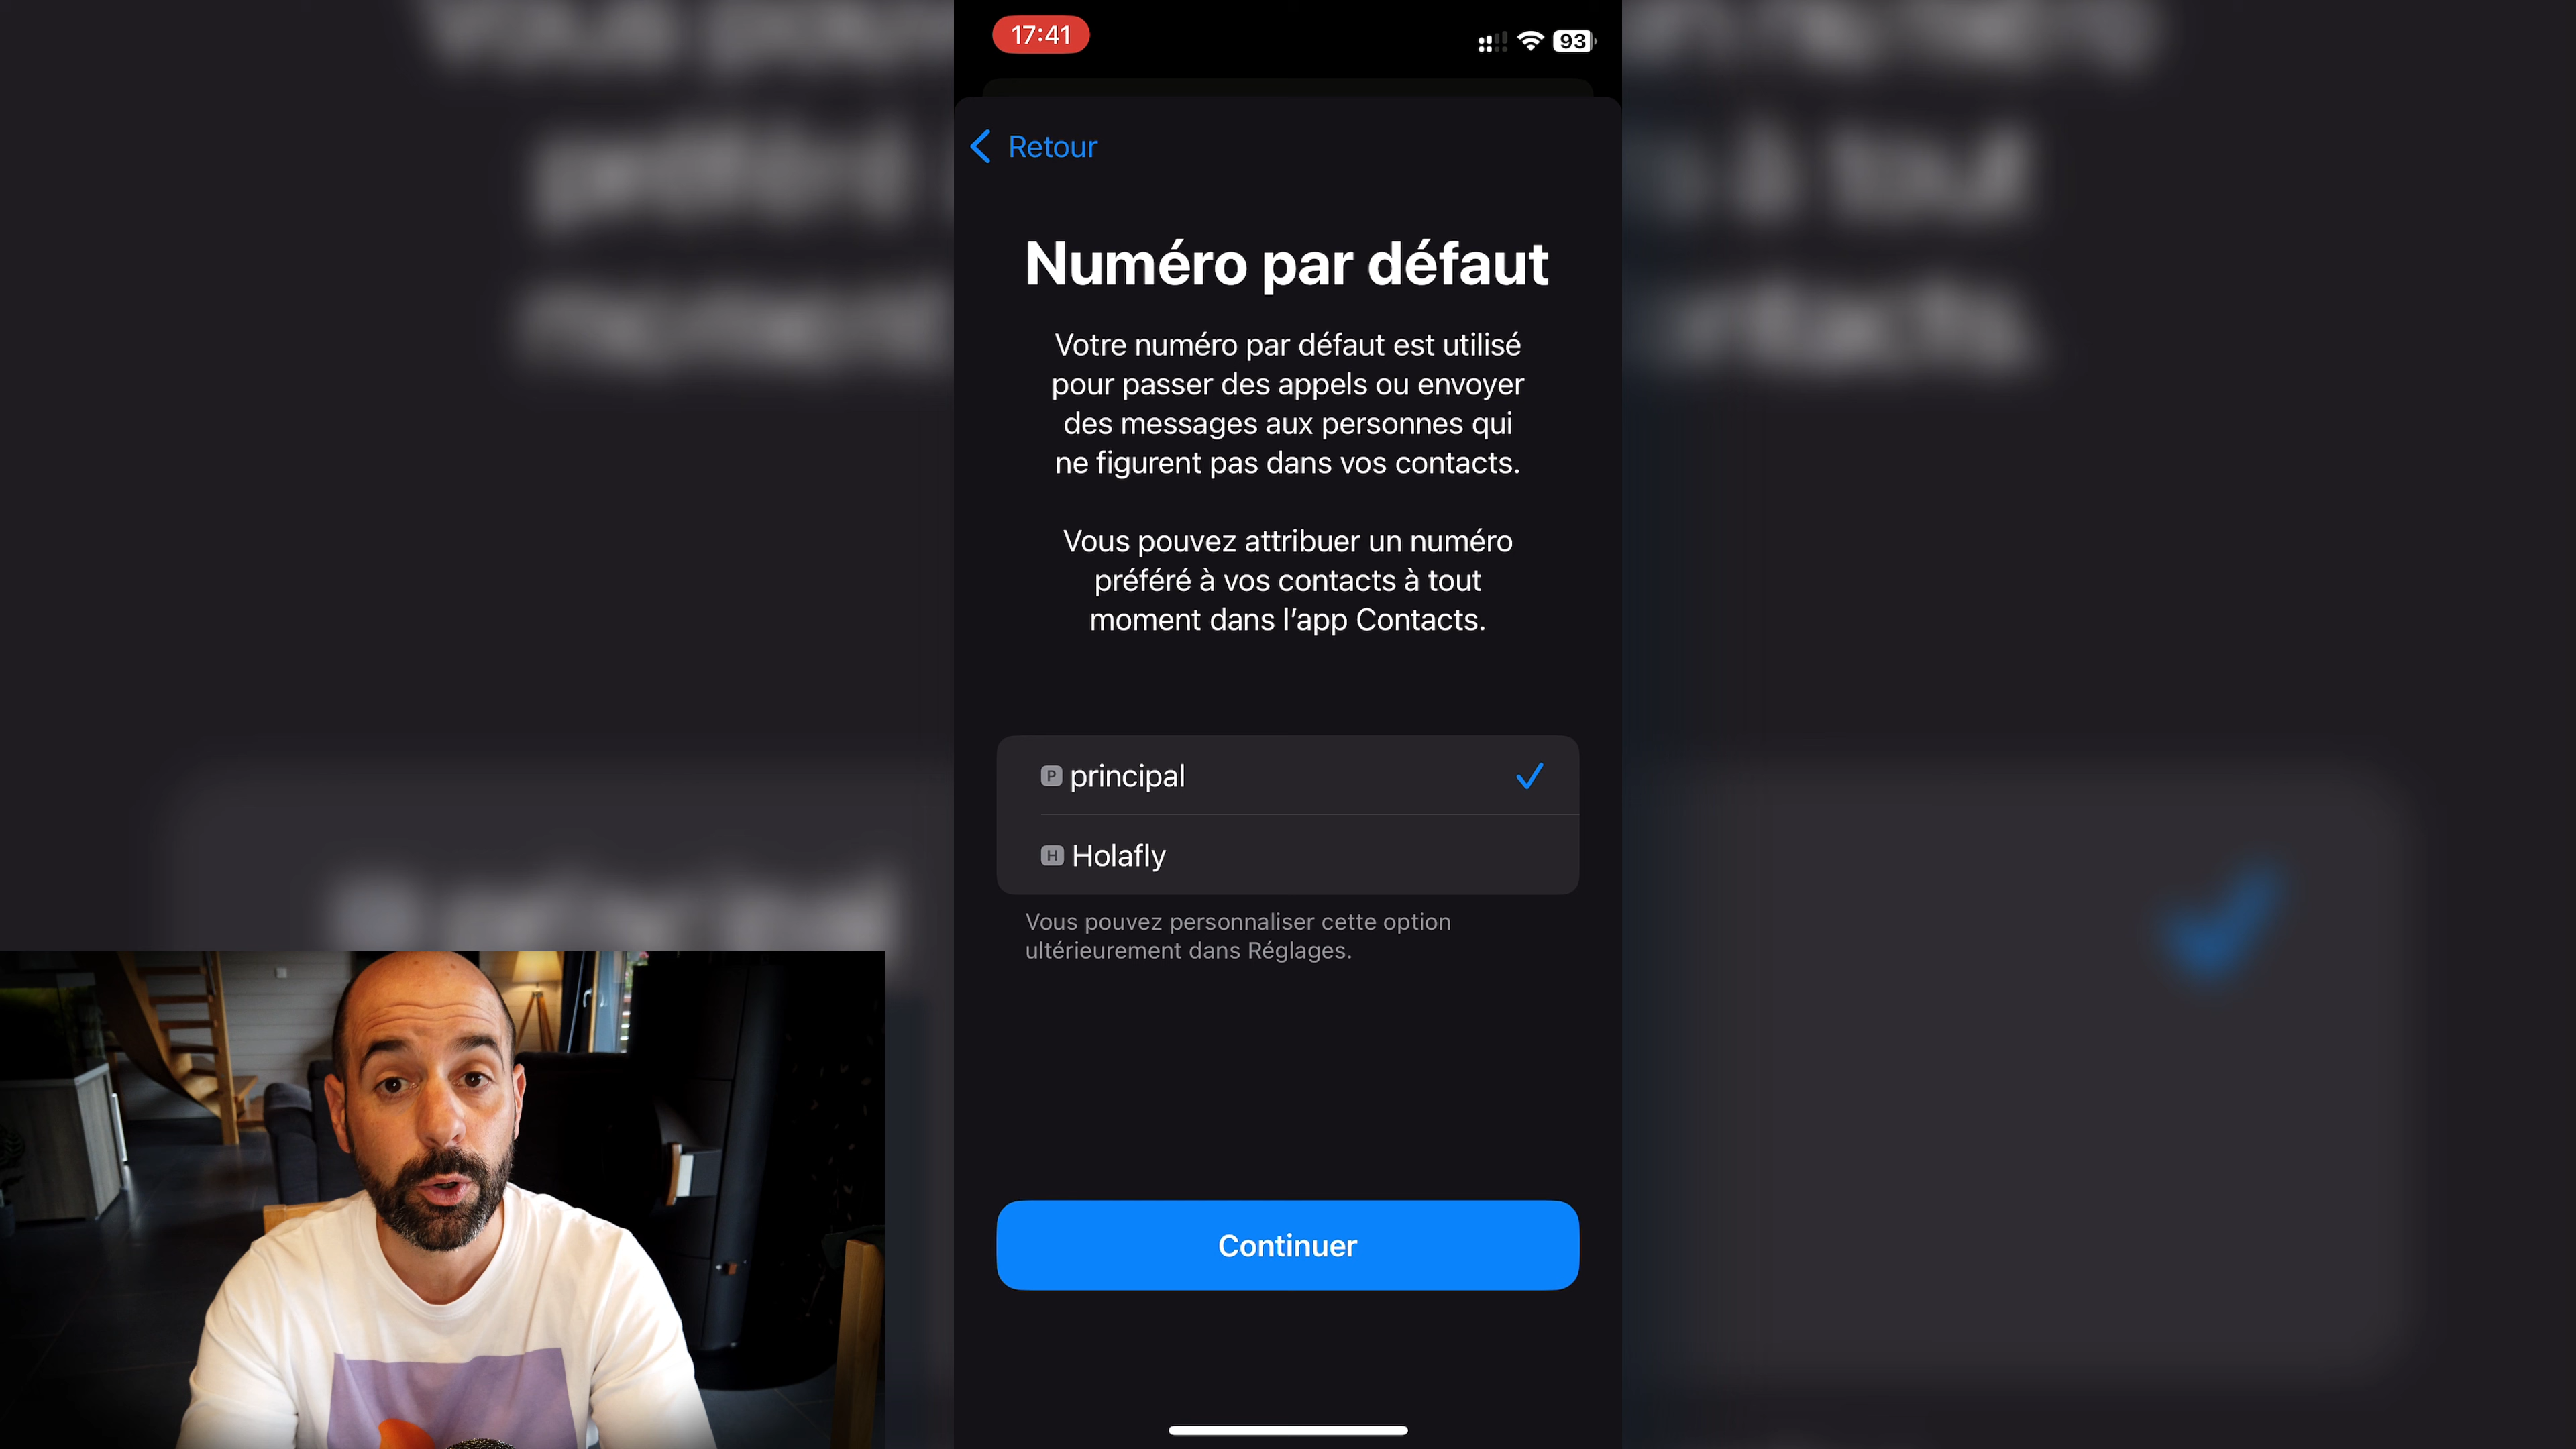 17:41
93
Retour
Numéro par défaut
Votre numéro par défaut est utilisé
pour passer des appels ou envoyer
des messages aux personnes qui
ne figurent pas dans vos contacts.
Vous pouvez attribuer un numéro
préféré à vos contacts à tout
moment dans l’app Contacts.
P principal
H Holafly
Vous pouvez personnaliser cette option
ultérieurement dans Réglages.
Continuer